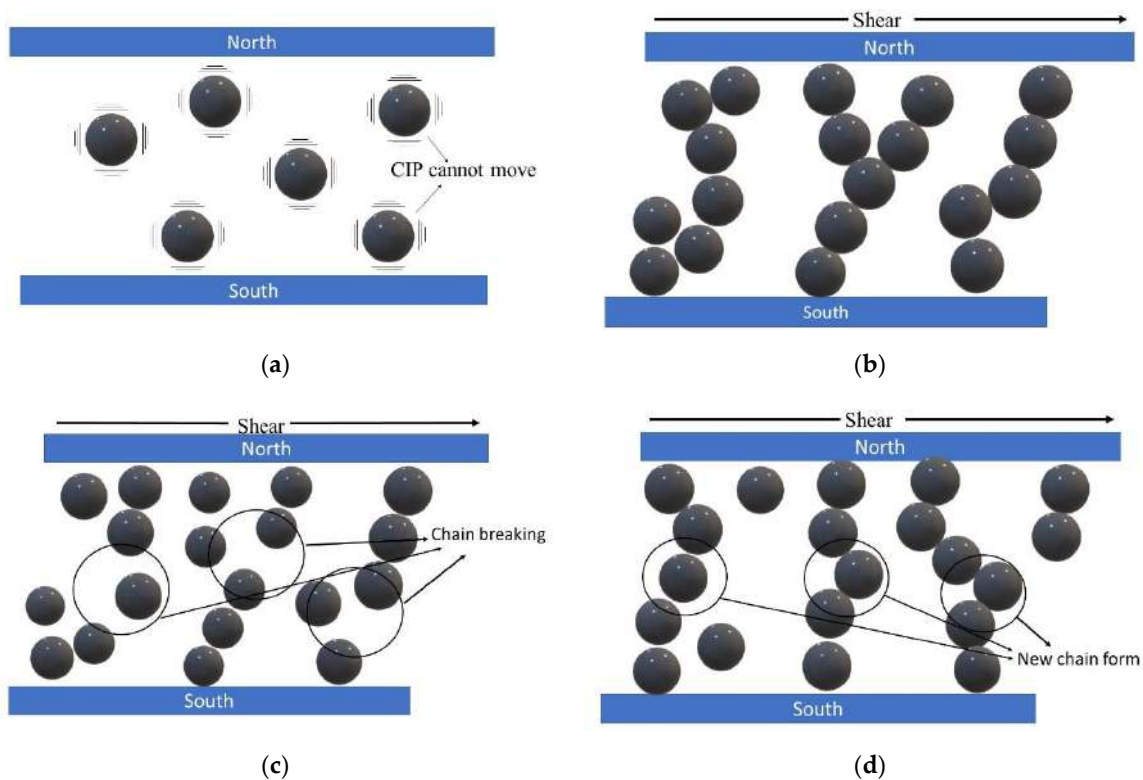 North
CIP cannot move
South
(a)
Shear
North
South
(b)
Shear
North
Chain breaking
South
(c)
Shear
North
New chain form
South
(d)